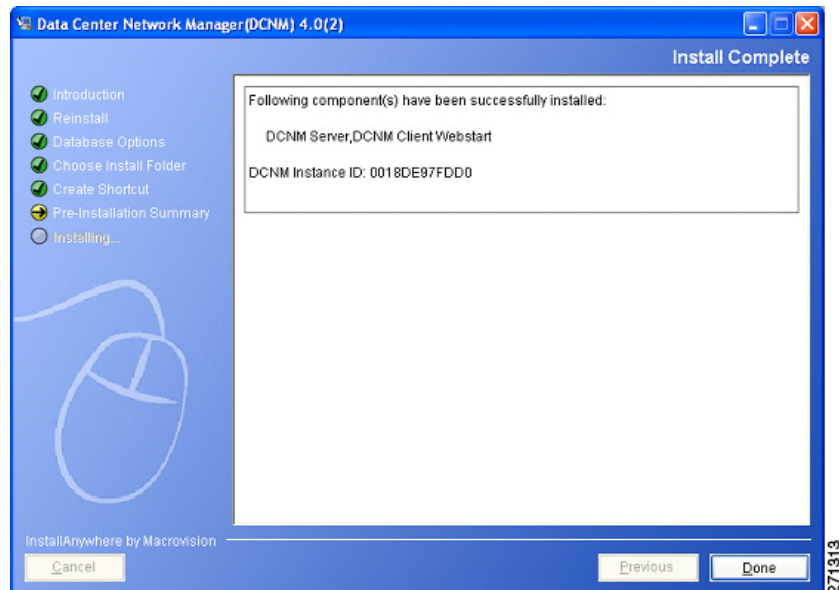 Data Center Network Manager(DCNM) 4.0(2)
Install Complete
Introduction
Reinstall
Database Options
Choose Install Folder
Create Shortcut
Pre-Installation Summary
Installing...
Following component(s) have been successfully installed:
DCNM Server,DCNM Client Webstart
DCNM Instance ID: 0018DE97FDD0
InstallAnywhere by Macrovision
Cancel
Previous
Done
271313